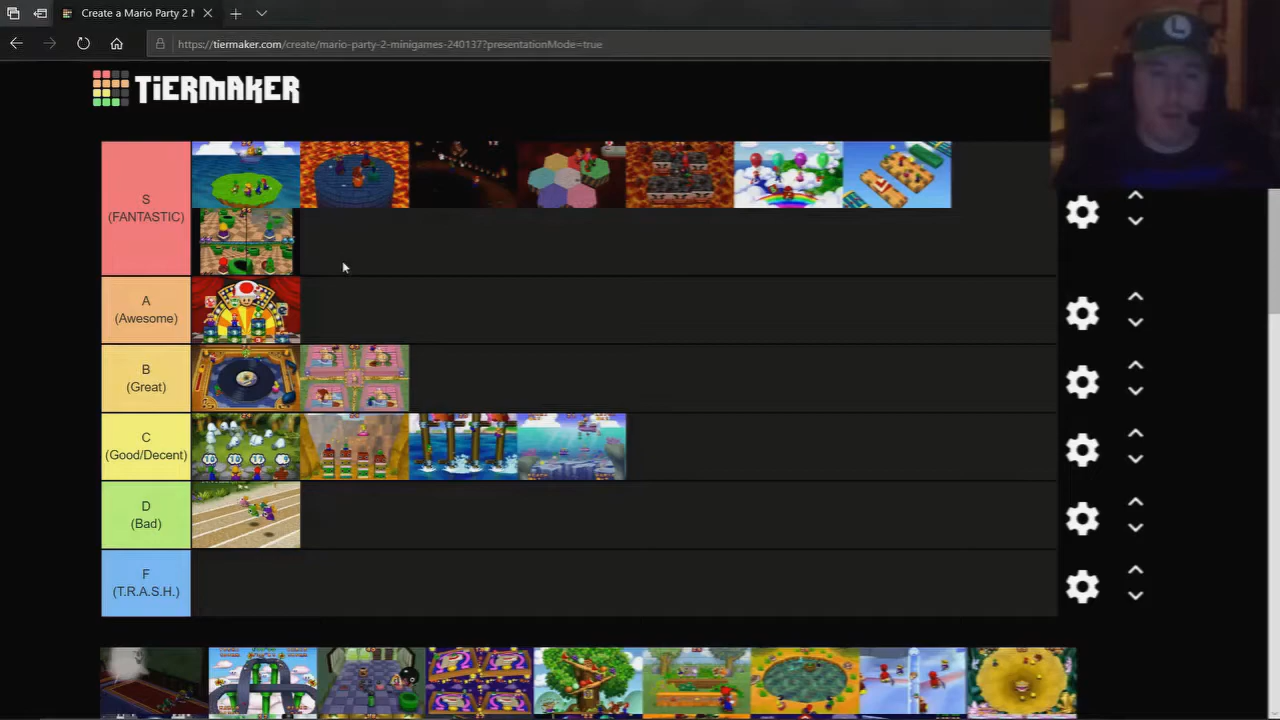 Create a Mario Party 2 M
https://tiermaker.com/create/mario-party-2-minigames-240137?presentationMode=true
TiERMAKER
S
(FANTASTIC)
A
(Awesome)
B
(Great)
C
(Good/Decent)
D
(Bad)
F
(T.R.A.S.H.)
L